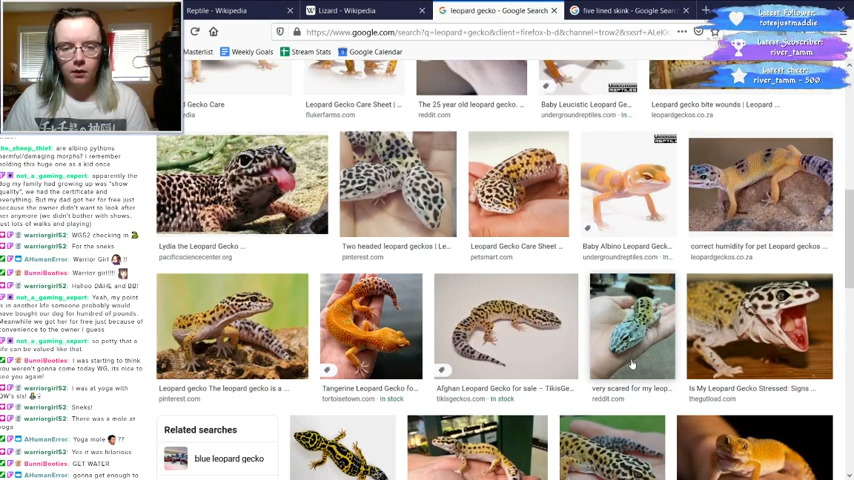 Reptile - Wikipedia
Lizard - Wikipedia
leopard gecko - Google Search
five lined skink - Google Sear
https://www.google.com/search?q=leopard+gecko&client=firefox-b-d&channel=trow2&sxsrf=ALeKl
Masterlist
Weekly Goals
Stream Stats
Google Calendar
Latest Follower:
totesjustmaddie
Latest Subscriber:
river_tamm
Latest cheer:
river_tamm - 500
d Gecko Care
Leopard Gecko Care Sheet | ...
flukerfarms.com
The 25 year old leopard gecko. ...
reddit.com
Baby Leucistic Leopard Ge...
undergroundreptiles.com · In ...
Leopard gecko bite wounds | Leopard ...
leopardgeckos.co.za
Lydia the Leopard Gecko ...
pacificsciencecenter.org
Two headed leopard geckos | Le...
pinterest.com
Leopard Gecko Care Sheet ...
petsmart.com
Baby Albino Leopard Geck...
undergroundreptiles.com · In...
correct humidity for pet Leopard geckos ...
leopardgeckos.co.za
Leopard gecko The leopard gecko is a ...
pinterest.com
Tangerine Leopard Gecko fo...
tortoisetown.com · In stock
Afghan Leopard Gecko for sale – TikisGe...
tikisgeckos.com · In stock
very scared for my leop...
reddit.com
Is My Leopard Gecko Stressed: Signs ...
thegutload.com
Related searches
blue leopard gecko
the_sheep_thief: are albino pythons
harmful/damaging morphs? i remember
holding this huge one as a kid once
not_a_gaming_expert: apparently the
dog my family had growing up was "show
quality", we had the certificate and
everything. But my dad got her for free just
because the owner didn't want to look after
her anymore (we didn't bother with shows,
just lots of walks and playing)
warriorgirl52: WG52 checking in
warriorgirl52: For the sneks
AHumanError: Warrior Girl !!
BunniBooties: Warrior girl!!!!
warriorgirl52: Halloo DAHL and
not_a_gaming_expert: Yeah, my point
is in another life someone probably would
have bought our dog for hundred of pounds.
Meanwhile we got her for free just because of
convenience to the owner I guess
not_a_gaming_expert: so petty that a
life can be valued like that
BunniBooties: I was starting to think
you weren't gonna come today WG, its nice to
see you again!
warriorgirl52: I was at yoga with
QW's sis!
warriorgirl52: Sneks!
warriorgirl52: There was a mole at
yoga
AHumanError: Yoga mole ??
warriorgirl52: Yes it was hilarious
BunniBooties: GET WATER
AHumanError: gonna get enough to